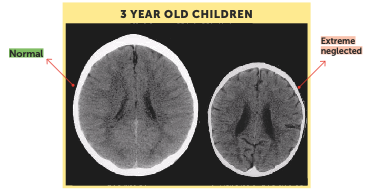 3 YEAR OLD CHILDREN
Normal
Extreme
neglected